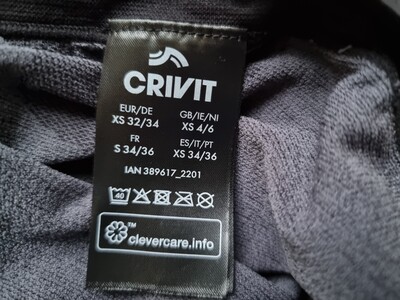 CRIVIT
EUR/DE GB/IE/NI
XS 32/34 XS 4/6
FR ES/IT/PT
S 34/36 XS 34/36
IAN 389617_2201
40
™
clevercare.info